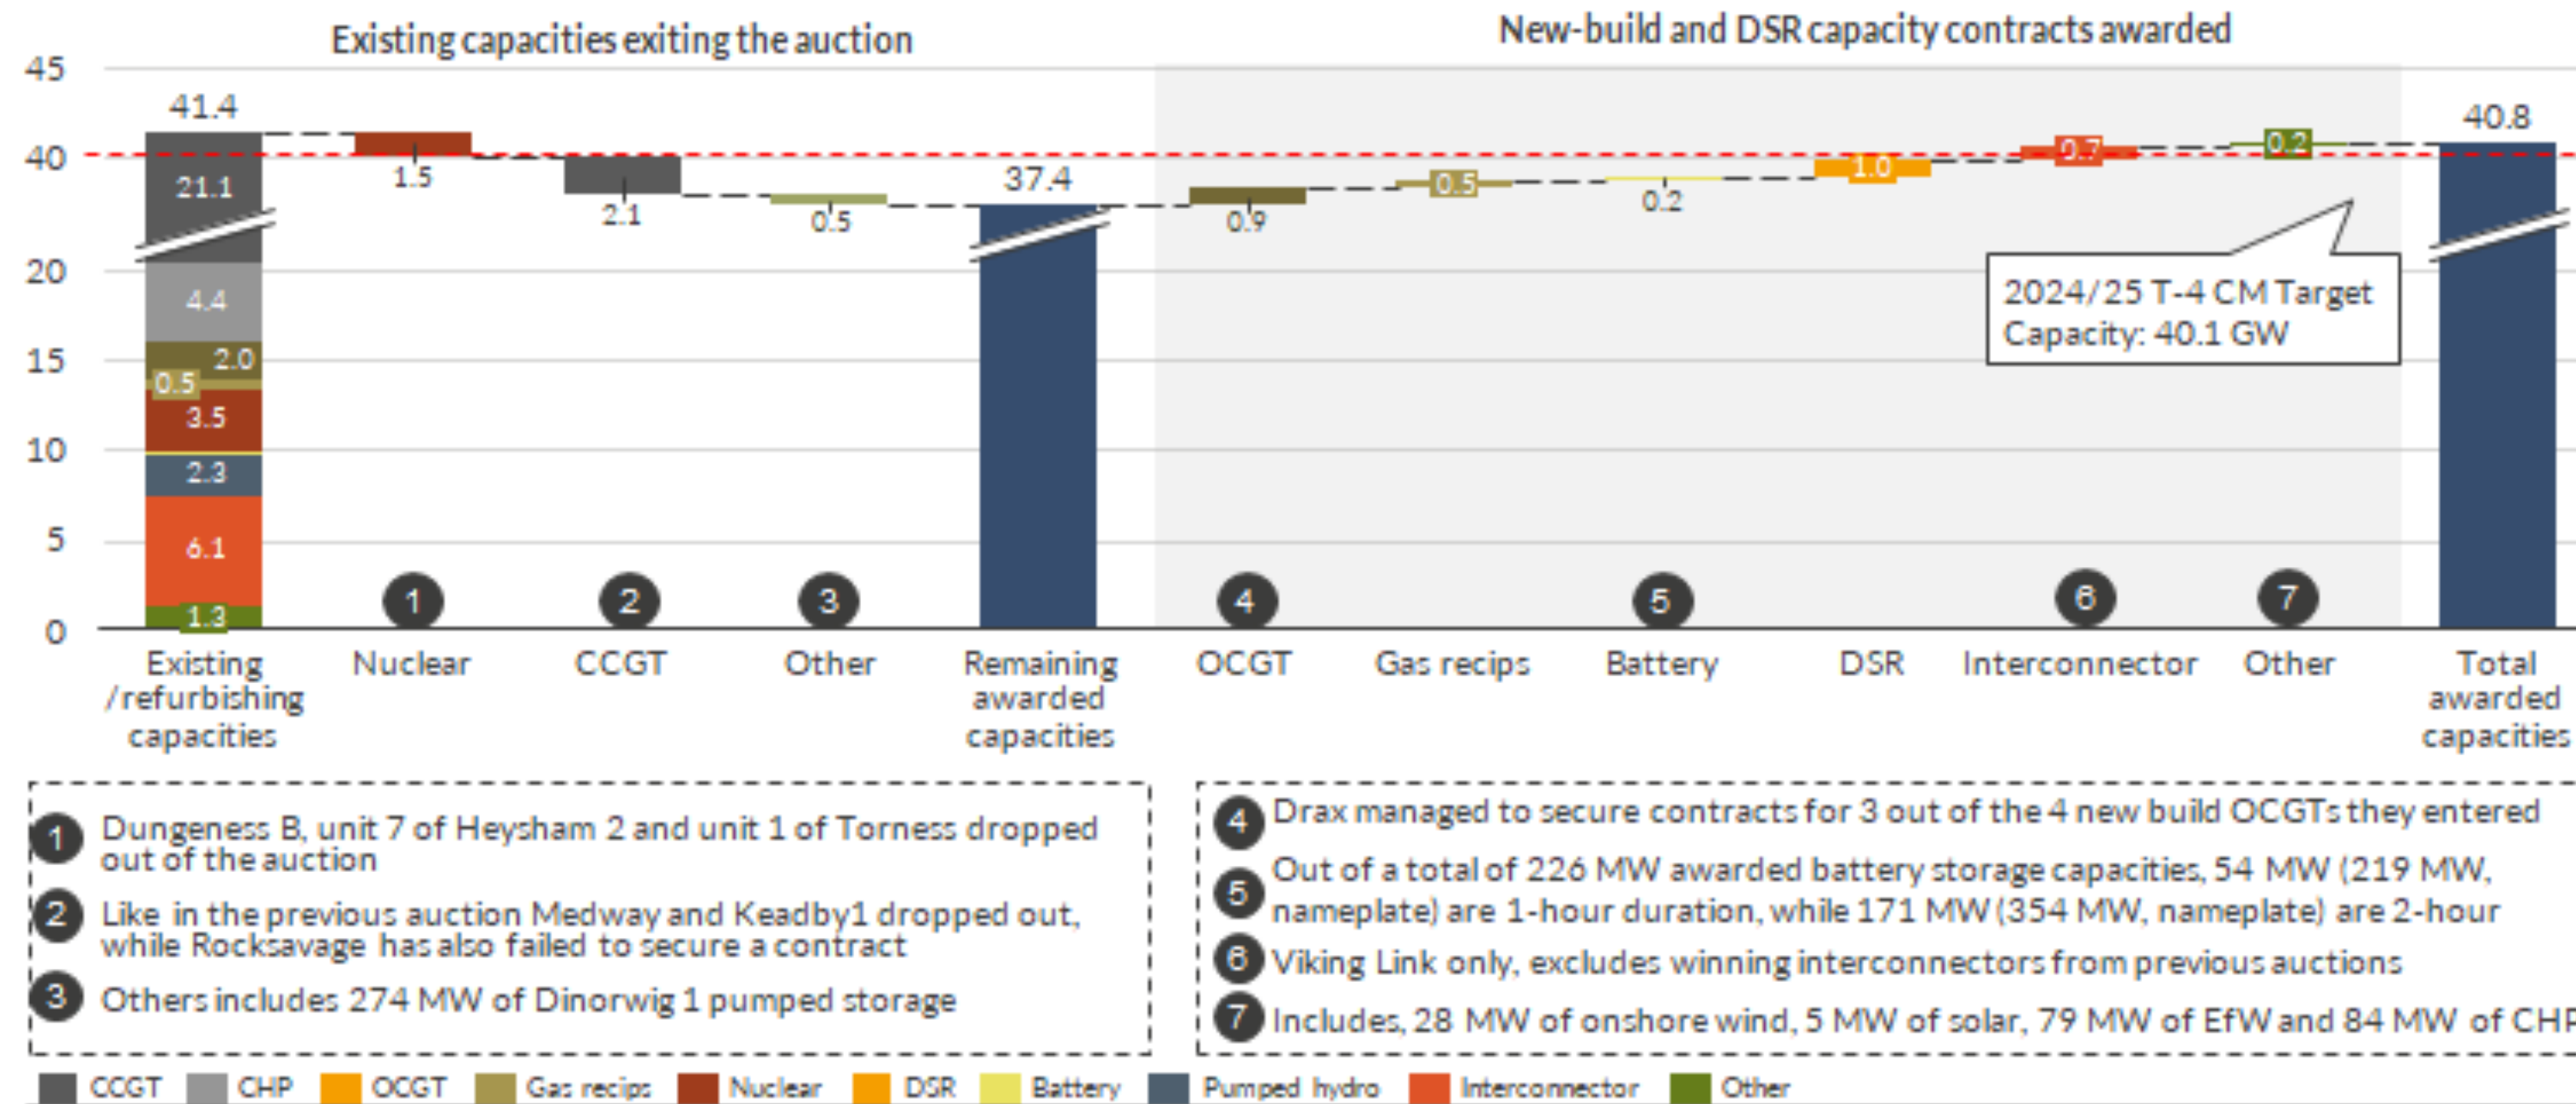 Existing capacities exiting the auction
New-build and DSR capacity contracts awarded
45
40
20
15
10
5
0
41.4
21.1
4.4
2.0
0.5
3.5
2.3
6.1
1.3
1.5
2.1
0.5
37.4
0.9
0.5
0.2
1.0
0.7
0.2
40.8
2024/25 T-4 CM Target
Capacity: 40.1 GW
1
2
3
4
5
6
7
Existing
/refurbishing
capacities
Nuclear
CCGT
Other
Remaining
awarded
capacities
OCGT
Gas recips
Battery
DSR
Interconnector
Other
Total
awarded
capacities
1 Dungeness B, unit 7 of Heysham 2 and unit 1 of Torness dropped
out of the auction
2 Like in the previous auction Medway and Keadby1 dropped out,
while Rocksavage has also failed to secure a contract
3 Others includes 274 MW of Dinorwig 1 pumped storage
4 Drax managed to secure contracts for 3 out of the 4 new build OCGTs they entered
5 Out of a total of 226 MW awarded battery storage capacities, 54 MW (219 MW,
nameplate) are 1-hour duration, while 171 MW (354 MW, nameplate) are 2-hour
6 Viking Link only, excludes winning interconnectors from previous auctions
7 Includes, 28 MW of onshore wind, 5 MW of solar, 79 MW of EfW and 84 MW of CHP
CCGT CHP OCGT Gas recips Nuclear DSR Battery Pumped hydro Interconnector Other